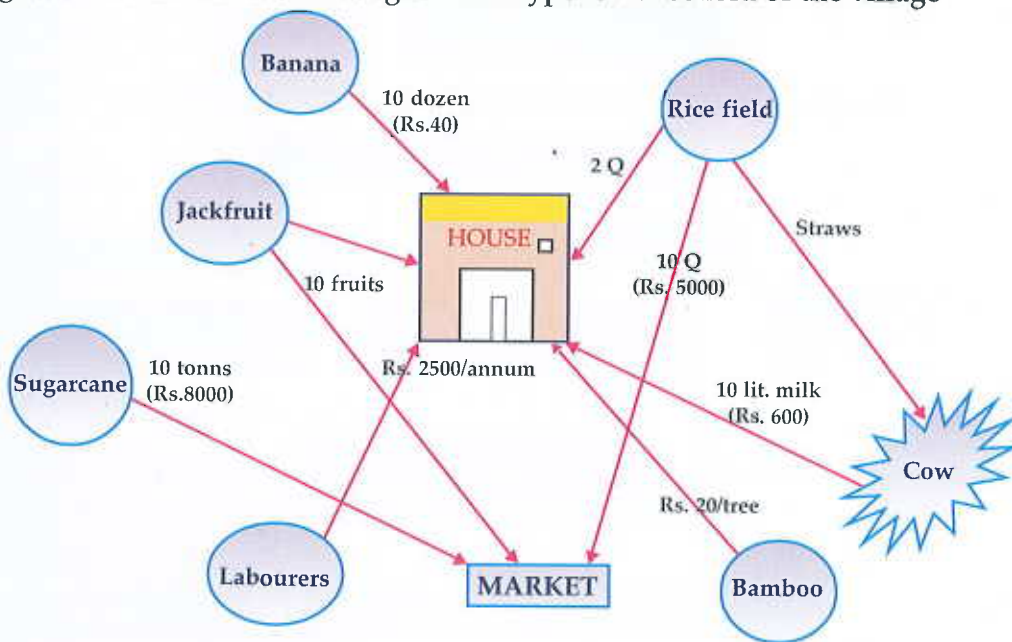 Banana
10 dozen
(Rs.40)
Rice field
2 Q
Jackfruit
HOUSE
Straws
10 fruits
10 Q
(Rs. 5000)
Sugarcane
10 tonns
(Rs.8000)
Rs. 2500/annum
10 lit. milk
(Rs. 600)
Cow
Rs. 20/tree
Labourers
MARKET
Bamboo